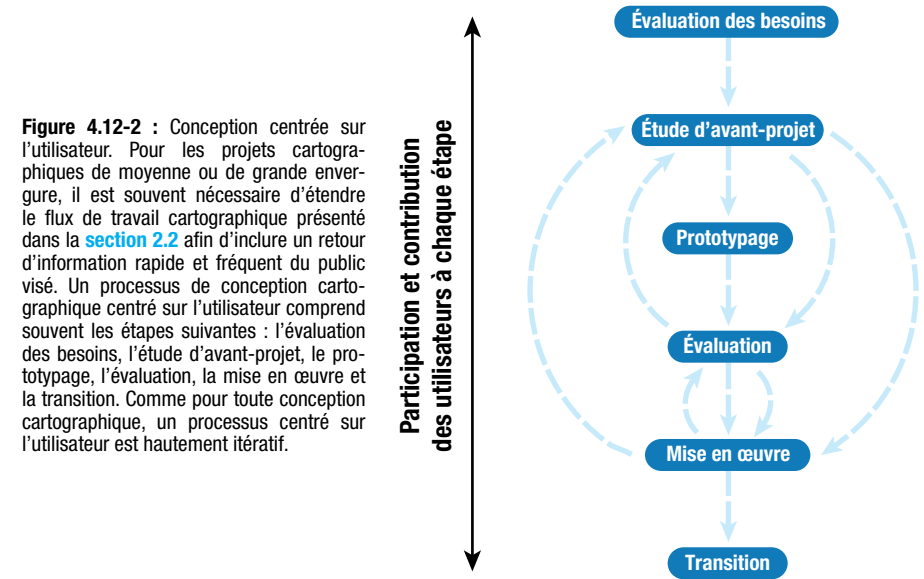 Figure 4.12-2 : Conception centrée sur
l'utilisateur. Pour les projets cartogra-
phiques de moyenne ou de grande enver-
gure, il est souvent nécessaire d'étendre
le flux de travail cartographique présenté
dans la section 2.2 afin d'inclure un retour
d'information rapide et fréquent du public
visé. Un processus de conception carto-
graphique centré sur l'utilisateur comprend
souvent les étapes suivantes : l'évaluation
des besoins, l'étude d'avant-projet, le pro-
totypage, l'évaluation, la mise en œuvre et
la transition. Comme pour toute conception
cartographique, un processus centré sur
l'utilisateur est hautement itératif.
Participation et contribution
des utilisateurs à chaque étape
Évaluation des besoins
Étude d'avant-projet
Prototypage
Évaluation
Mise en œuvre
Transition